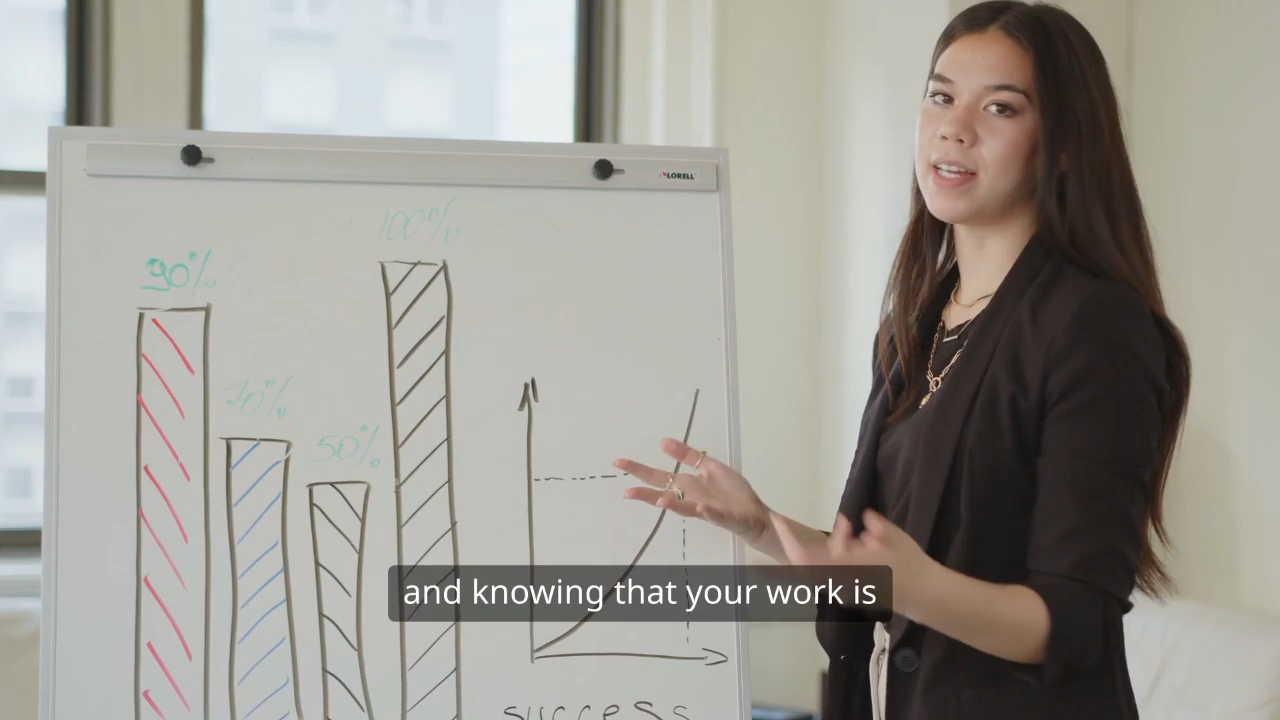 LORELL
100%
90%
70%
50%
and knowing that your work is
success